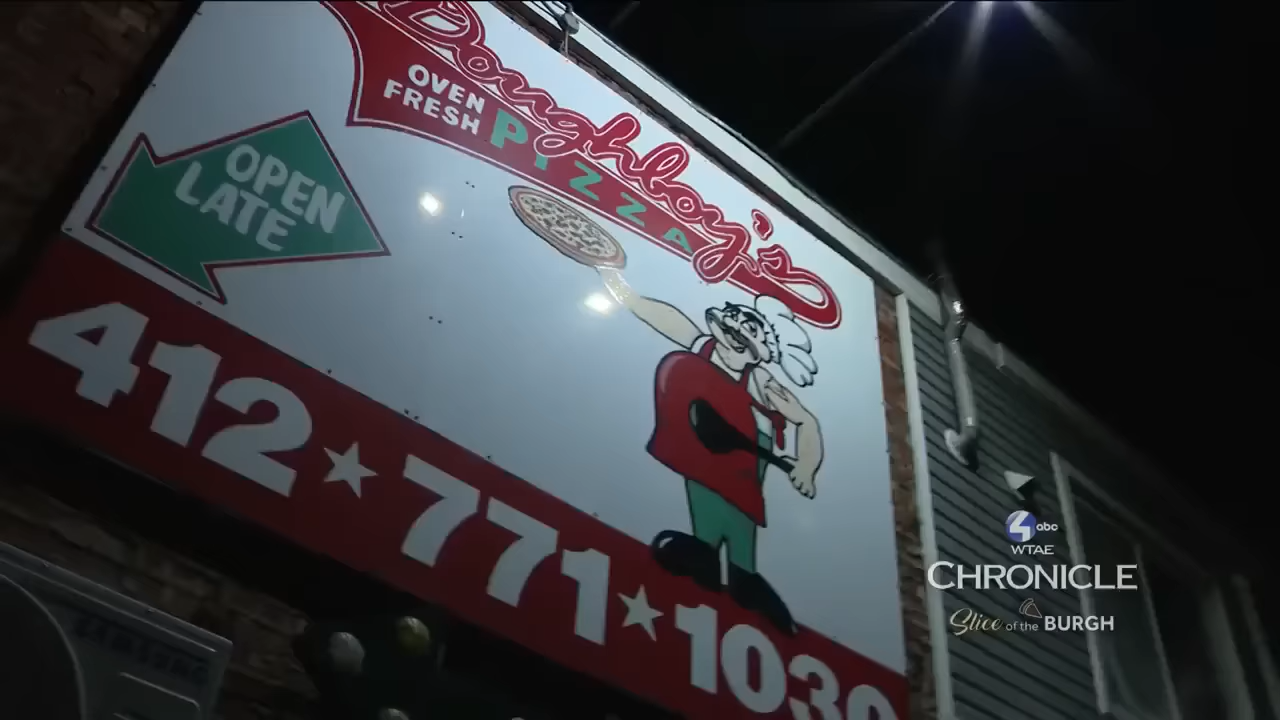 Doughboy's
OVEN
FRESH
PIZZA
OPEN
LATE
412★771★1030
4 abc
WTAE
CHRONICLE
Slice of the BURGH